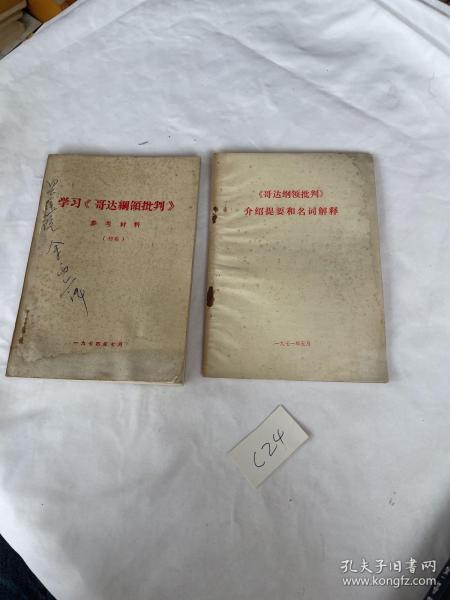 学习《哥达綱領批判》
参考材料
一九七四年七月
《哥达纲领批判》
介绍提要和名词解释
一九七一年五月
C24
孔夫子旧书网
www.kongfz.com